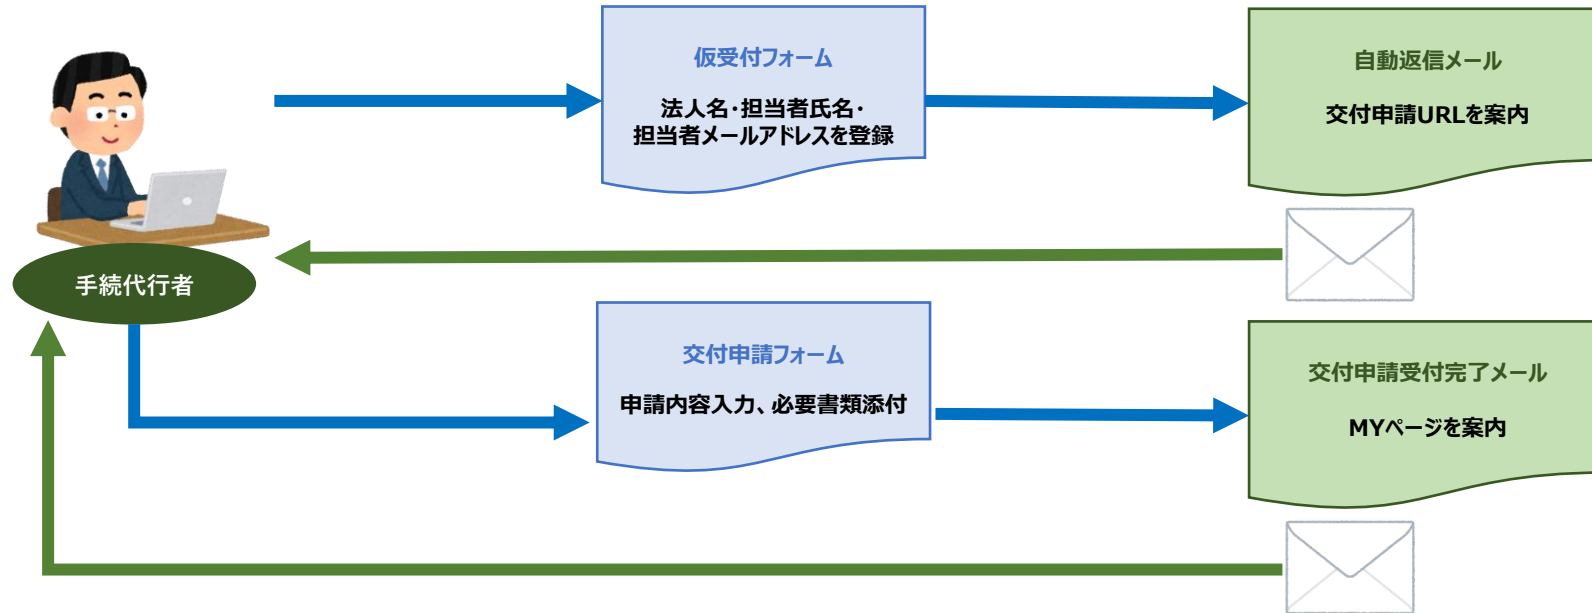 仮受付フォーム
法人名・担当者氏名・
担当者メールアドレスを登録
自動返信メール
交付申請URLを案内
手続代行者
交付申請フォーム
申請内容入力、必要書類添付
交付申請受付完了メール
MYページを案内